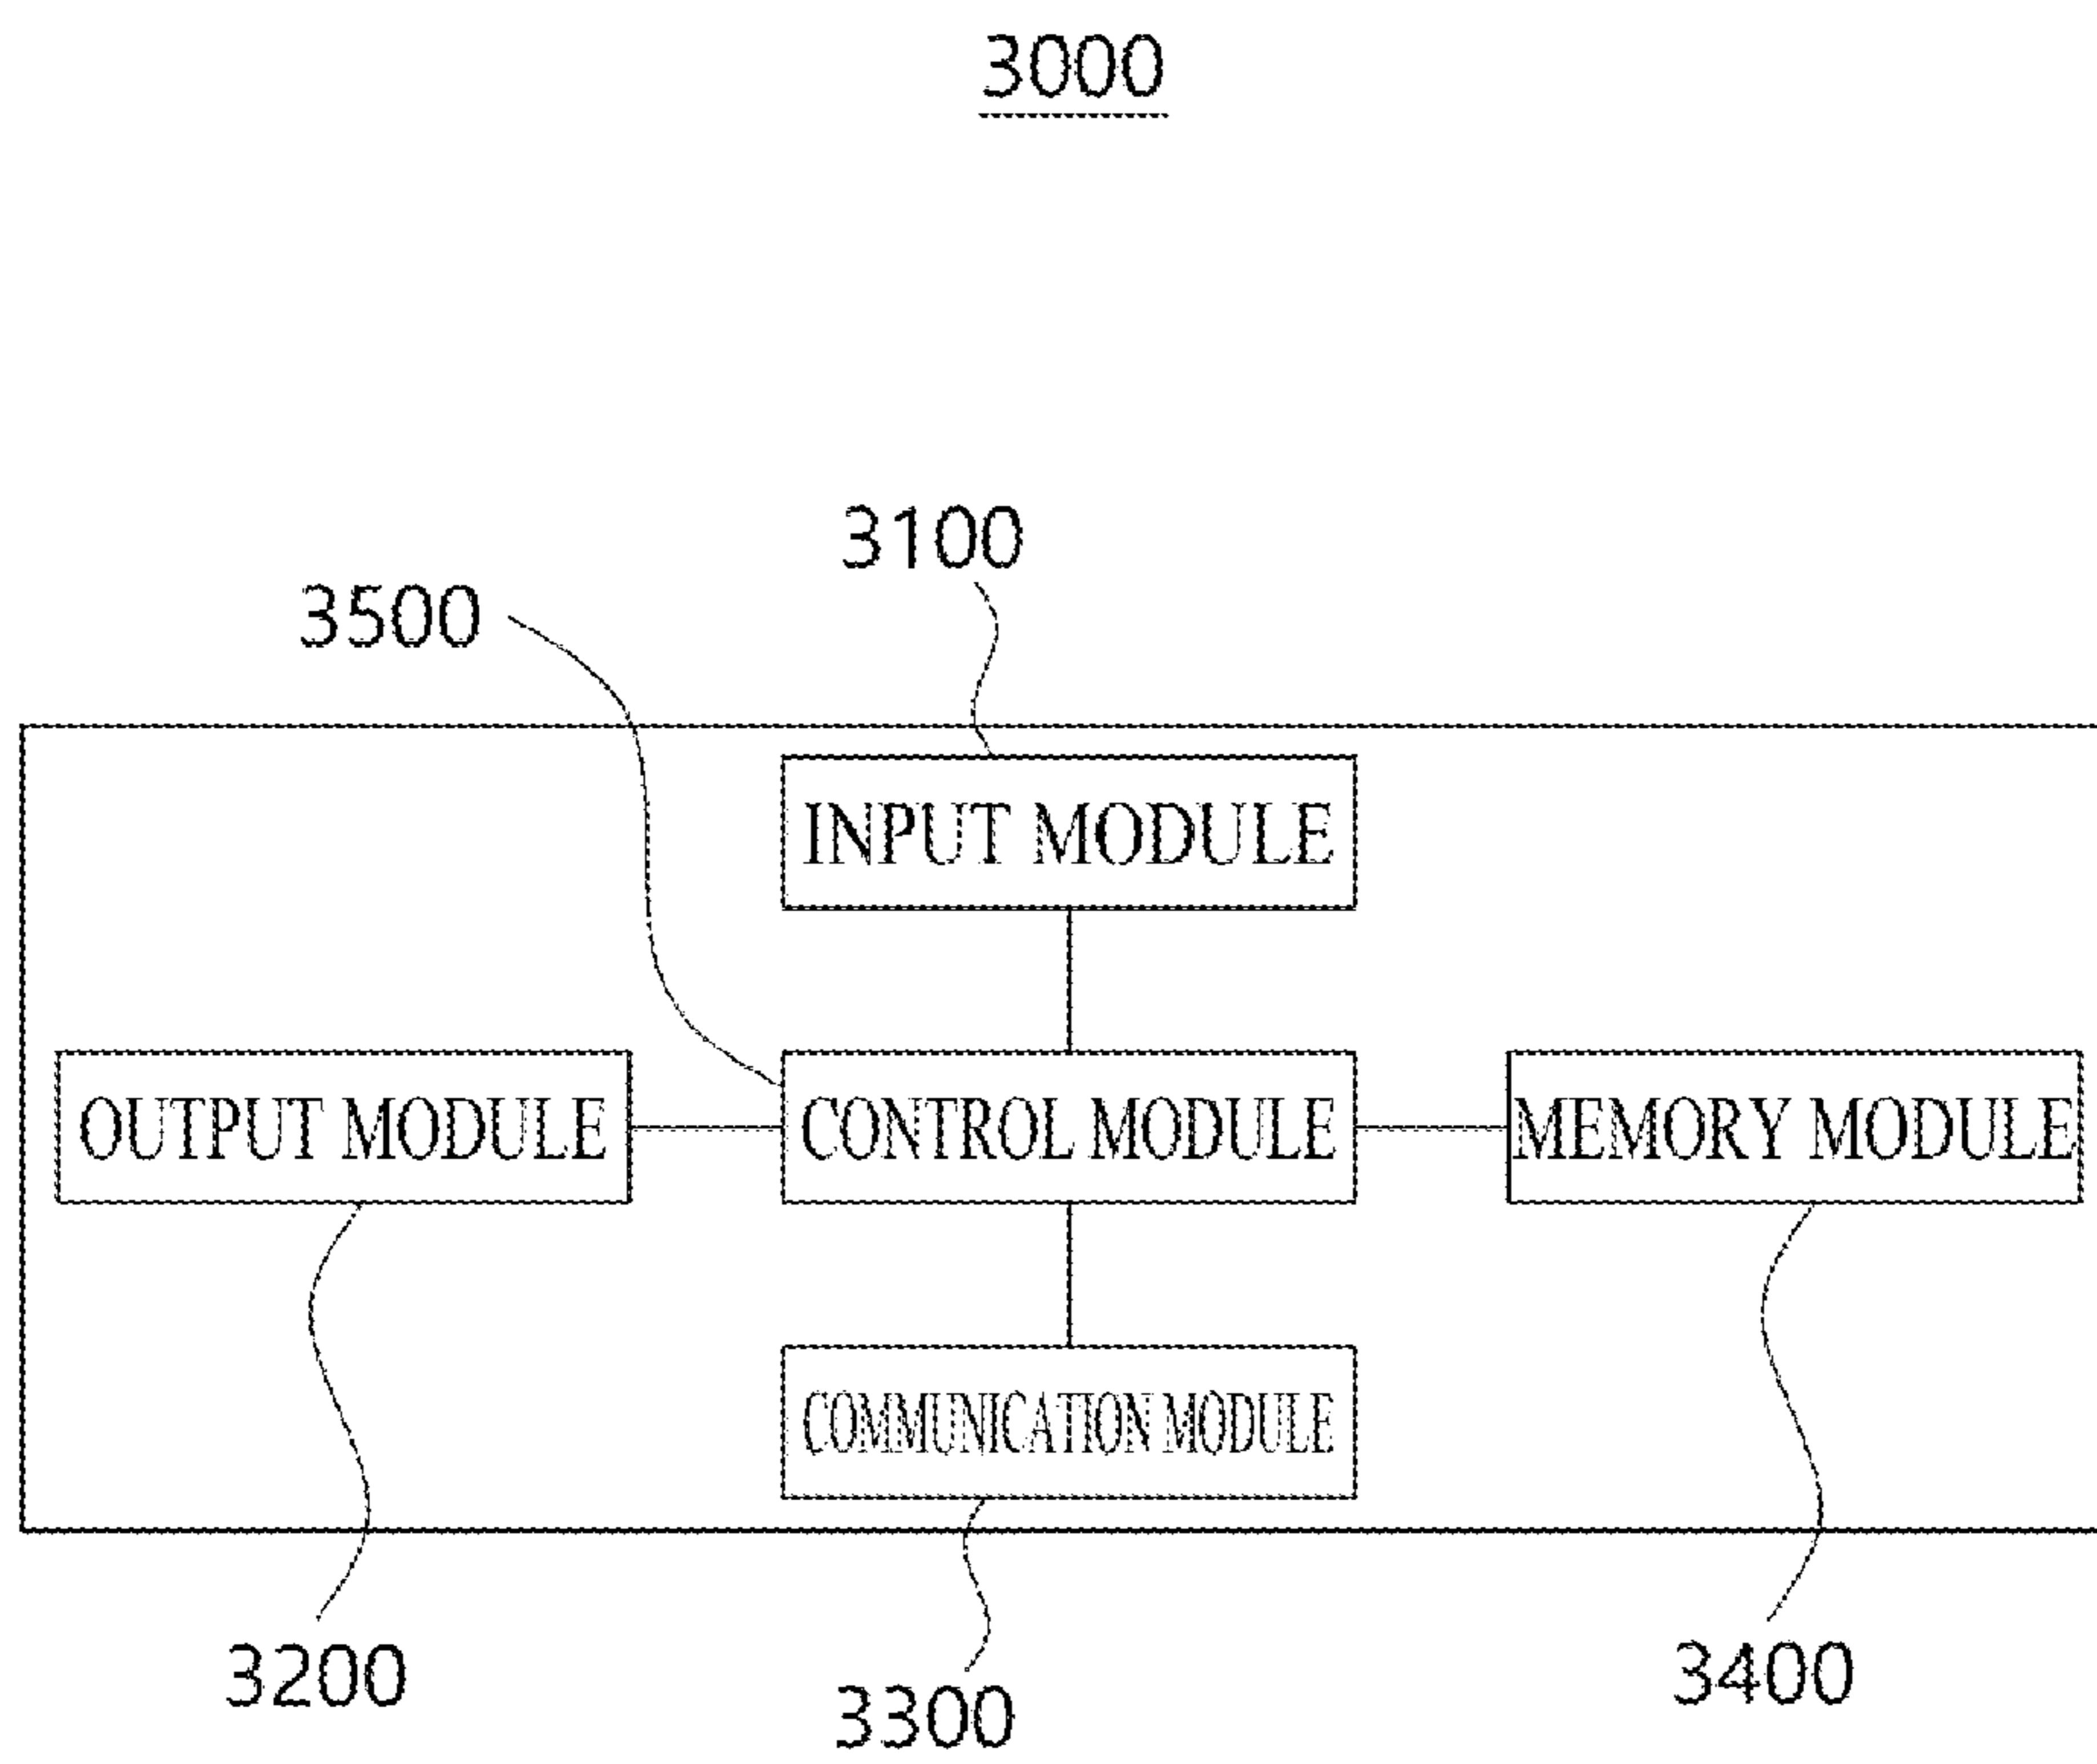 3000
3100
3500
INPUT MODULE
OUTPUT MODULE
CONTROL MODULE
MEMORY MODULE
COMMUNICATION MODULE
3200
3300
3400